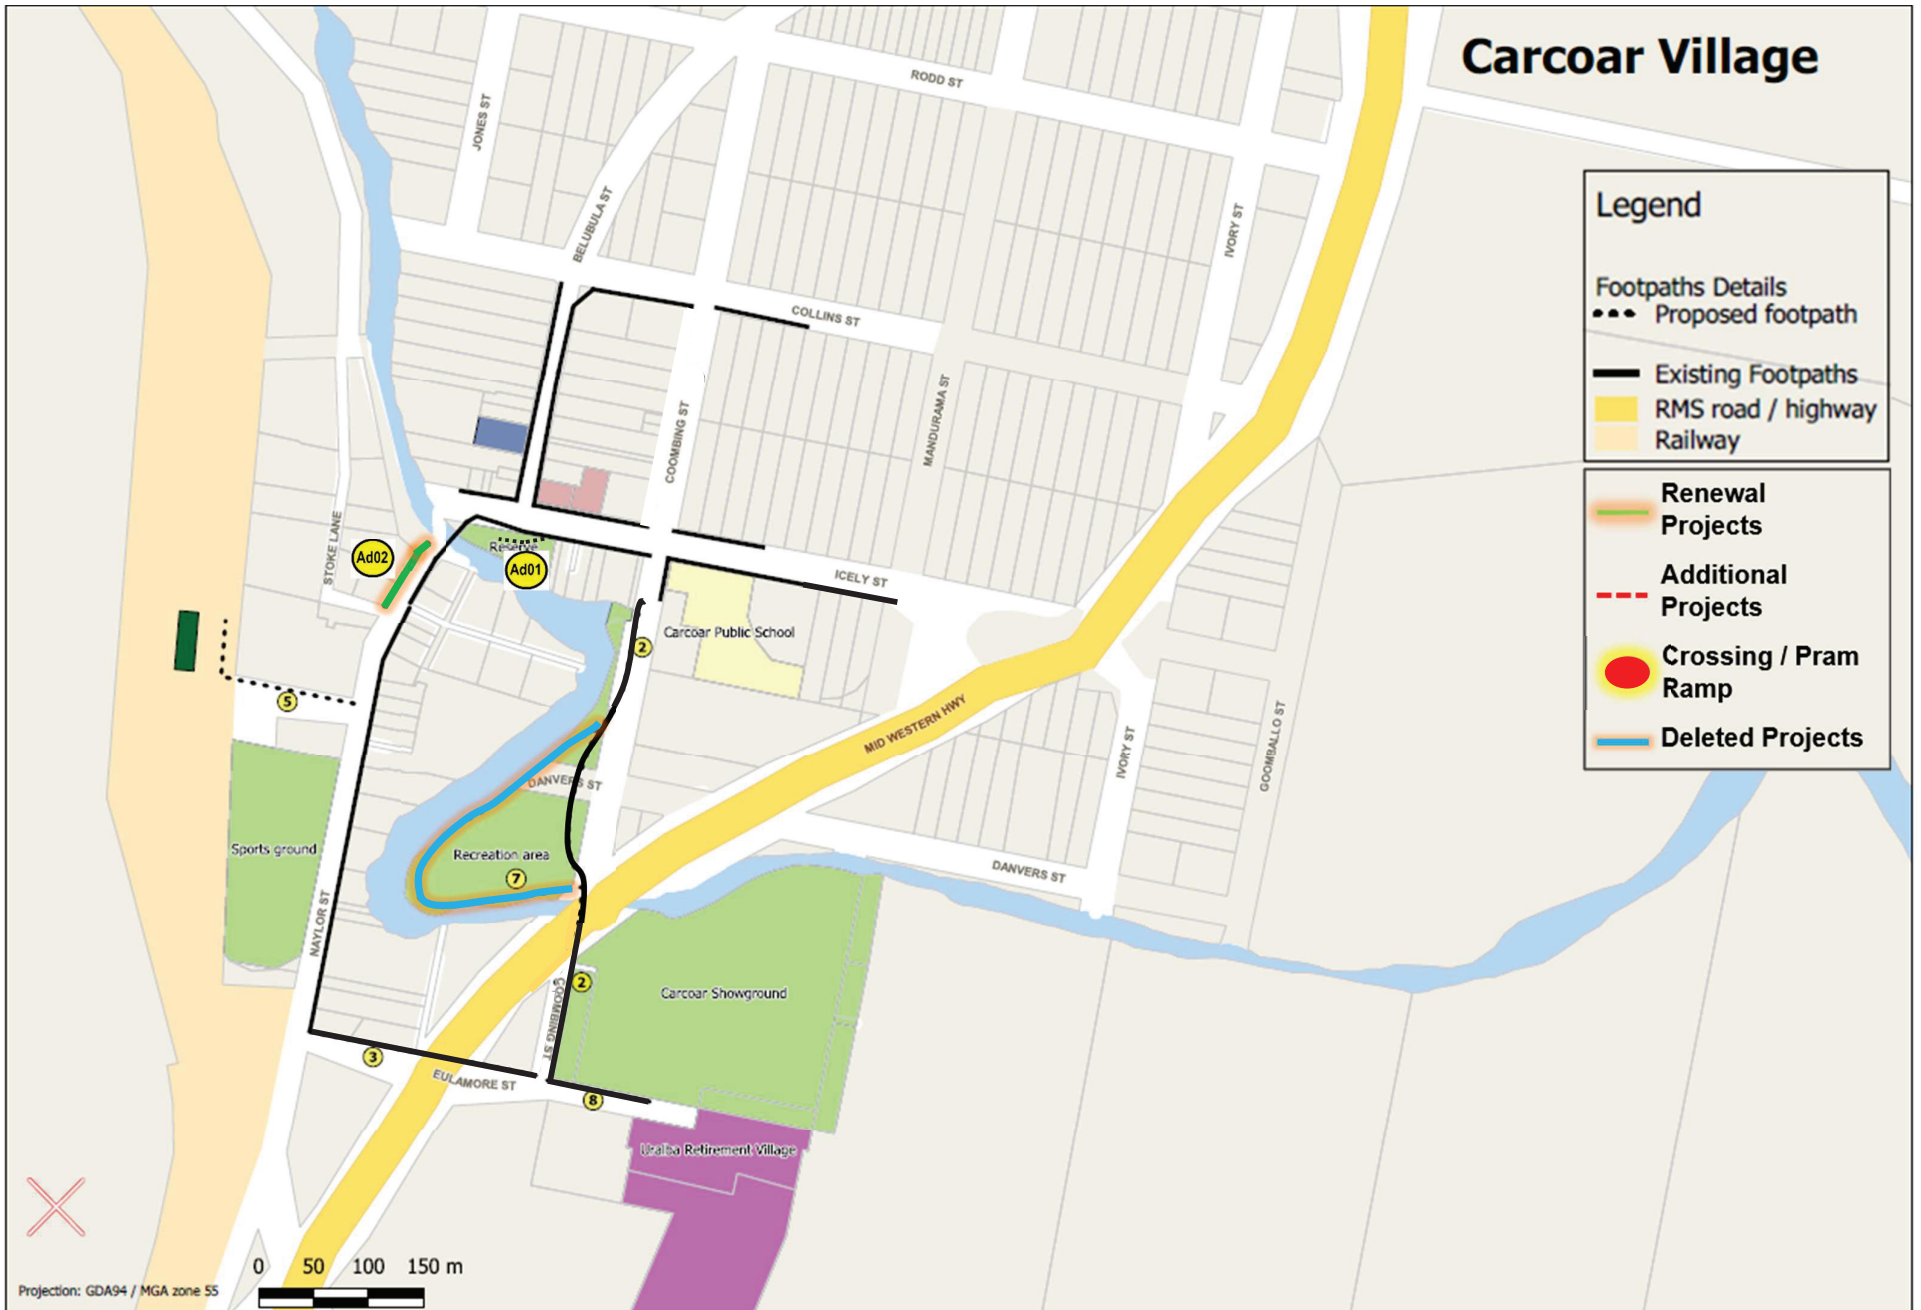 Carcoar Village
RODD ST
JONES ST
BELUBULA ST
IVORY ST
COLLINS ST
COOMBING ST
MANDURAMA ST
STOKE LANE
Ad02
Reserve
Ad01
ICELY ST
2
Carcoar Public School
5
MID WESTERN HWY
IVORY ST
GOOMBALLO ST
DANVERS ST
Sports ground
Recreation area
7
DANVERS ST
NAYLOR ST
2
COOMBING ST
Carcoar Showground
3
EULAMORE ST
8
Uralba Retirement Village
Legend
Footpaths Details
Proposed footpath
Existing Footpaths
RMS road / highway
Railway
Renewal
Projects
Additional
Projects
Crossing / Pram
Ramp
Deleted Projects
0 50 100 150 m
Projection: GDA94 / MGA zone 55